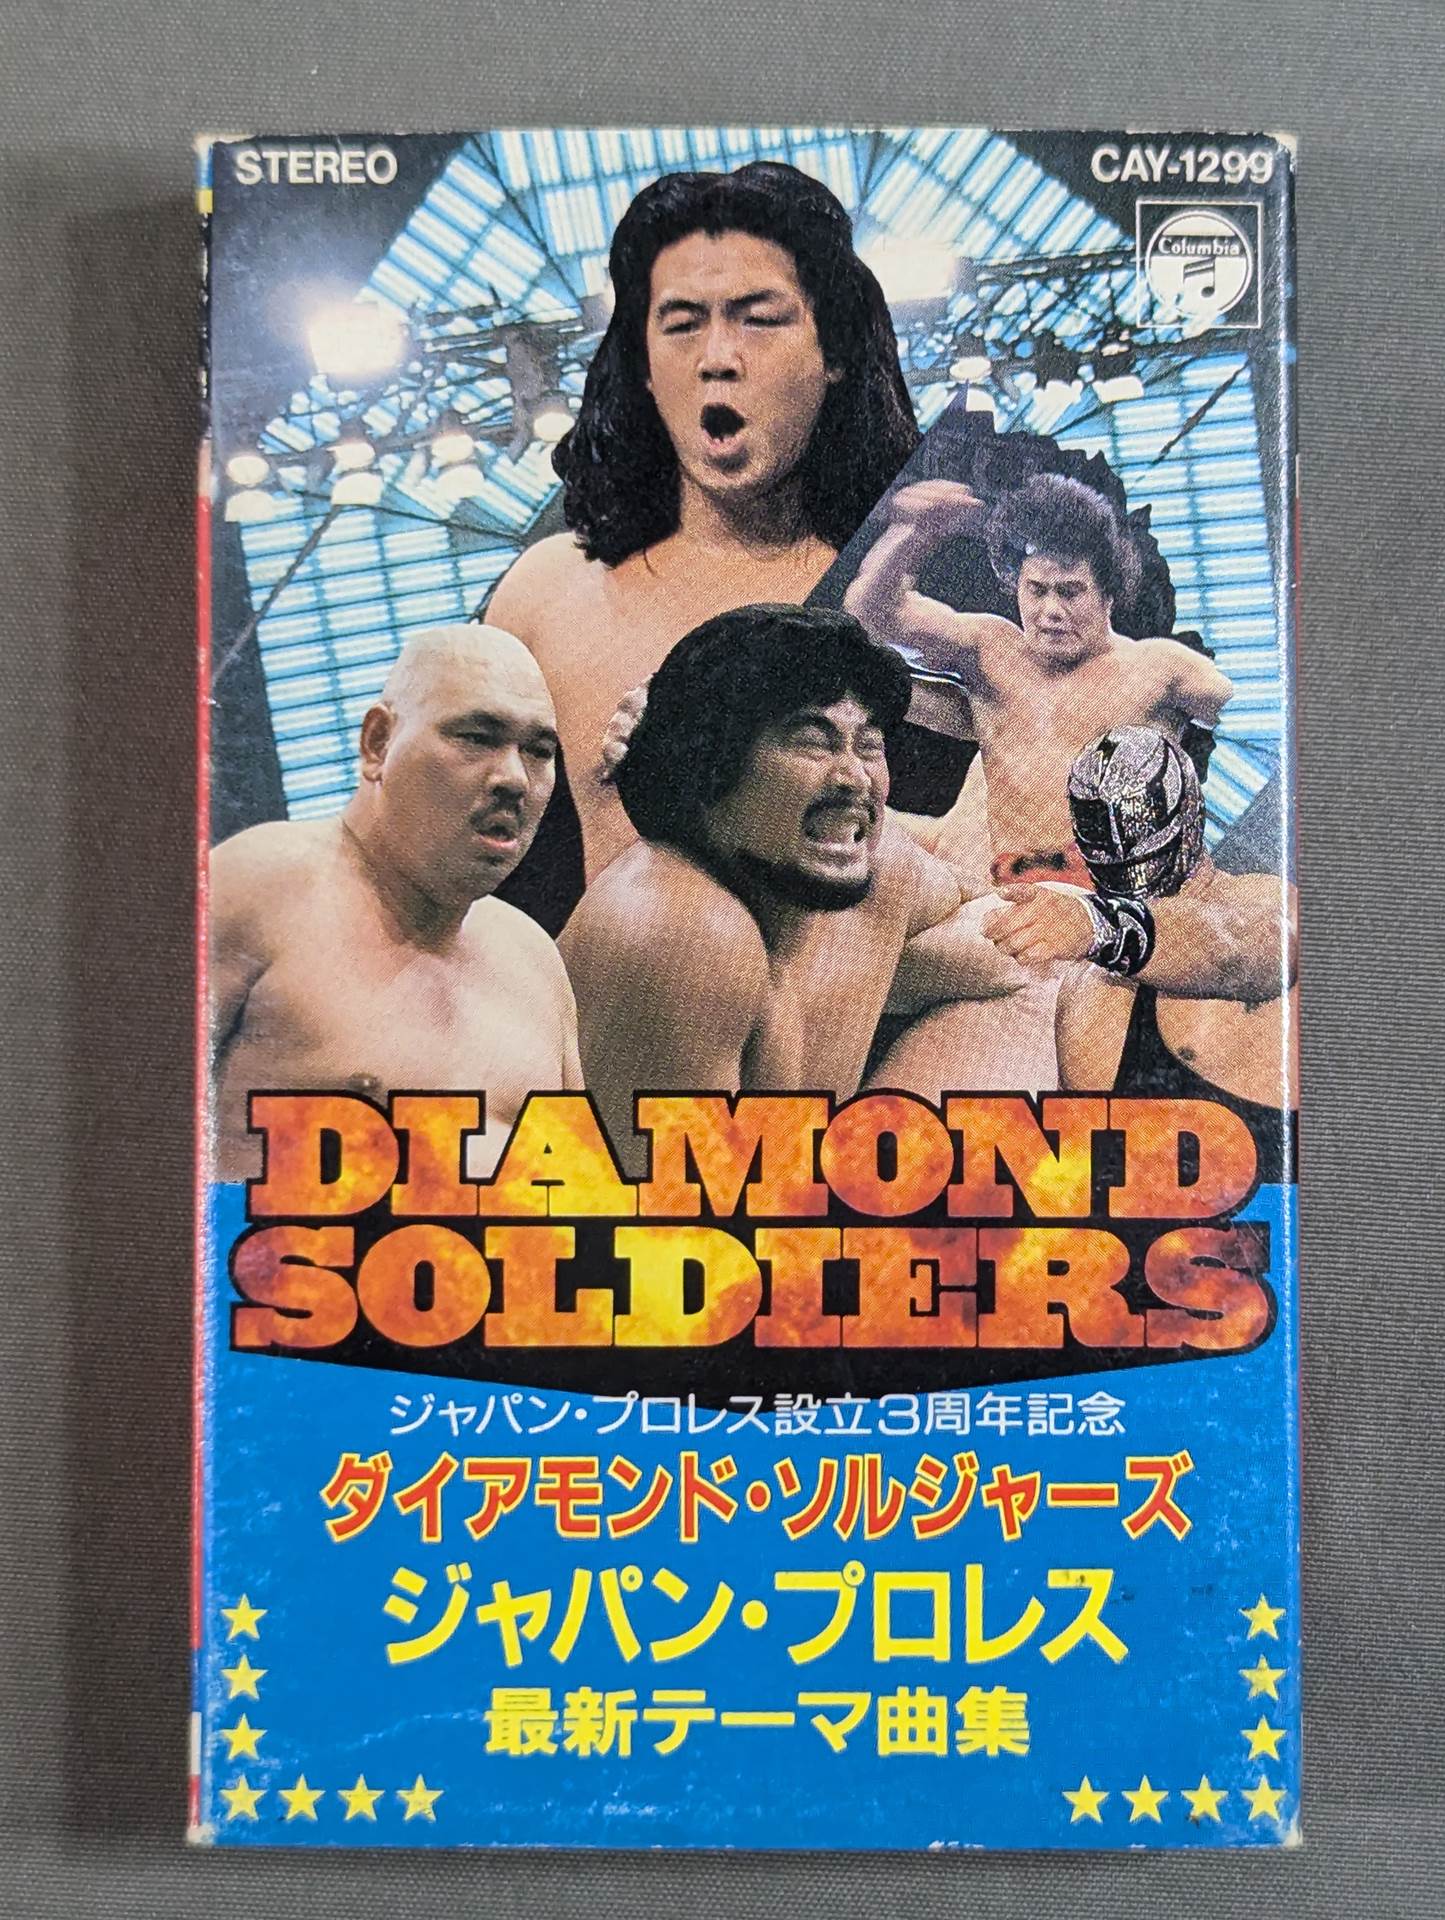 STEREO
CAY-1299
Columbia
DIAMOND
SOLDIERS
ジャパン・プロレス設立3周年記念
ダイアモンド・ソルジャーズ
ジャパン・プロレス
最新テーマ曲集